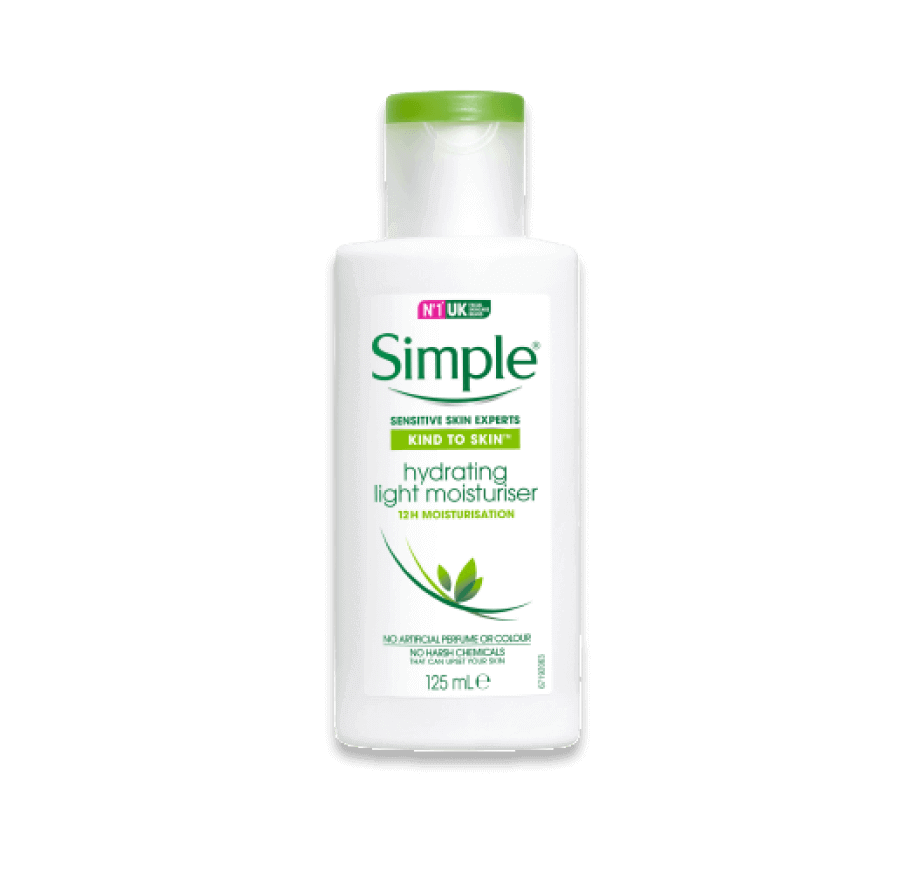 N°1 UK
Simple®
SENSITIVE SKIN EXPERTS
KIND TO SKIN™
hydrating
light moisturiser
12H MOISTURISATION
NO ARTIFICIAL PERFUME OR COLOUR
NO HARSH CHEMICALS
THAT CAN UPSET YOUR SKIN
125 mL ℮